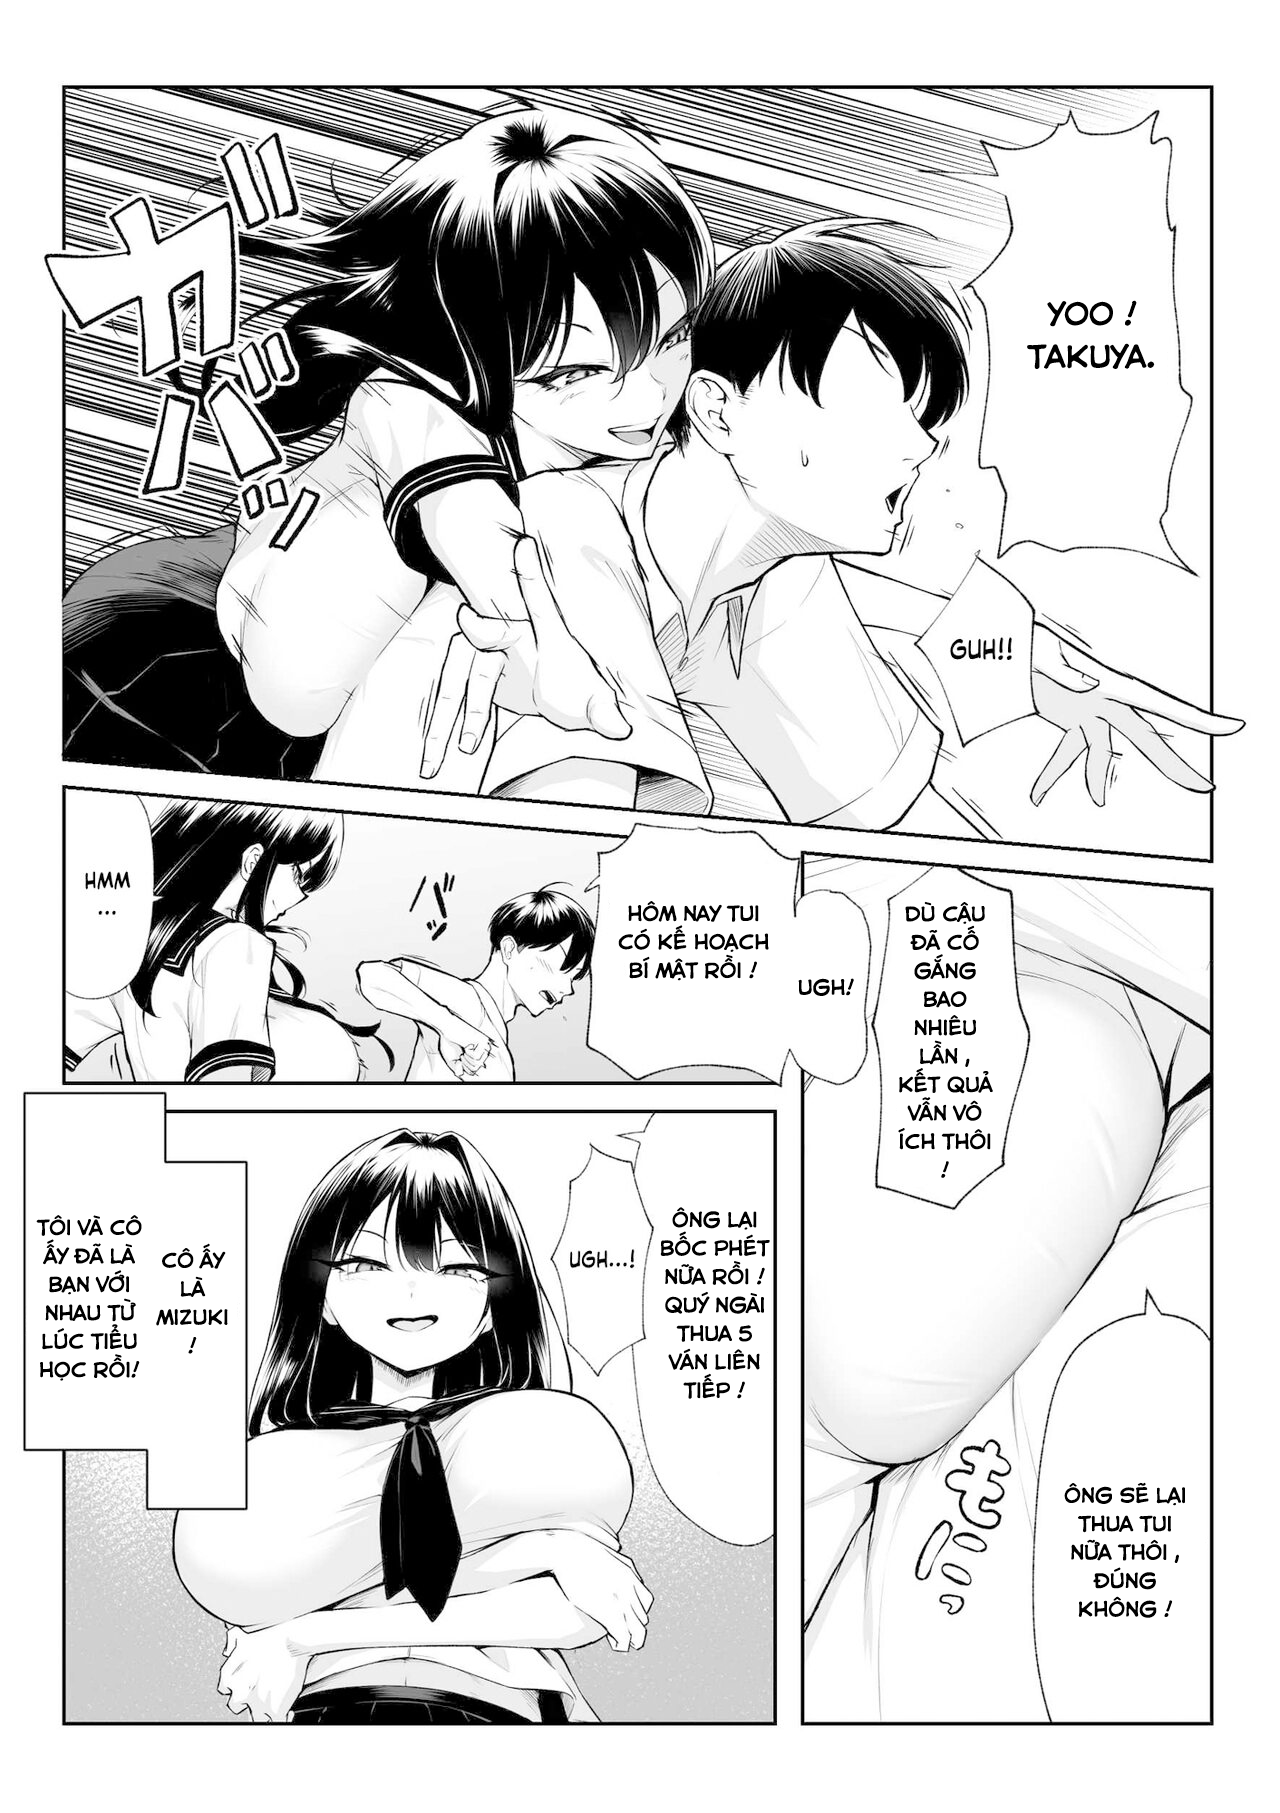 YOO !
TAKUYA.
ガバッ
GUH!!
DÙ CẬU
ĐÃ CỐ
GẮNG
BAO
NHIÊU
LẦN ,
KẾT QUẢ
VẪN VÔ
ÍCH THÔI
!
UGH!
HÔM NAY TUI
CÓ KẾ HOẠCH
BÍ MẬT RỒI !
バッ
HMM
...
ÔNG SẼ LẠI
THUA TUI
NỮA THÔI ,
ĐÚNG
KHÔNG !
ÔNG LẠI
BỐC PHÉT
NỮA RỒI !
QUÝ NGÀI
THUA 5
VÁN LIÊN
TIẾP !
UGH...!
CÔ ẤY
LÀ
MIZUKI
!
TÔI VÀ CÔ
ẤY ĐÃ LÀ
BẠN VỚI
NHAU TỪ
LÚC TIỂU
HỌC RỒI!